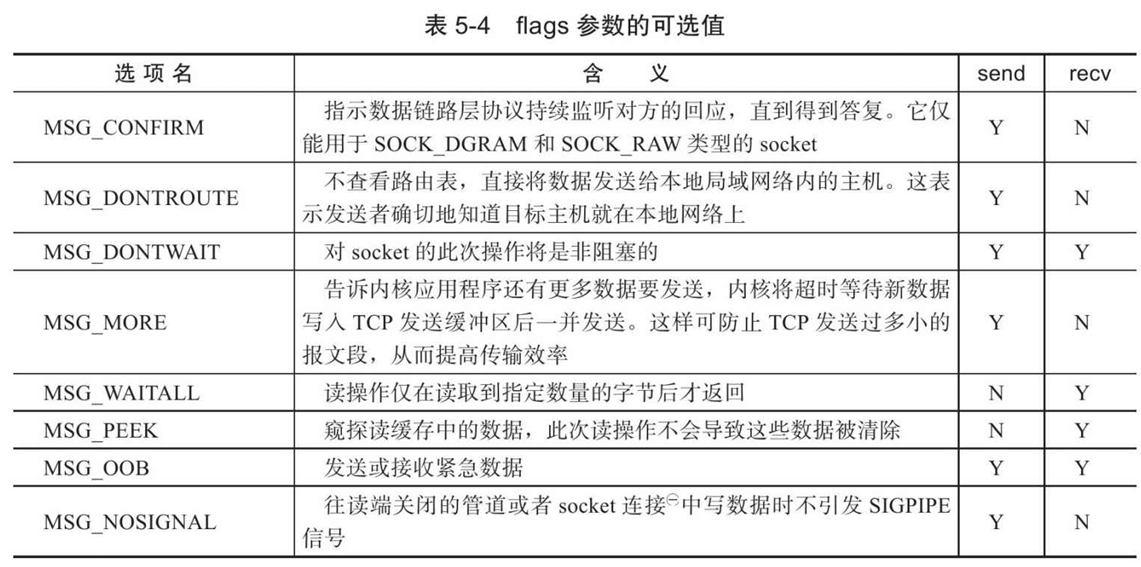 表 5-4 flags 参数的可选值
选项名 含 义 send recv
MSG_CONFIRM 指示数据链路层协议持续监听对方的回应，直到得到答复。它仅 Y N
能用于 SOCK_DGRAM 和 SOCK_RAW 类型的 socket
MSG_DONTROUTE 不查看路由表，直接将数据发送给本地局域网络内的主机。这表 Y N
示发送者确切地知道目标主机就在本地网络上
MSG_DONTWAIT 对 socket 的此次操作将是非阻塞的 Y Y
告诉内核应用程序还有更多数据要发送，内核将超时等待新数据
MSG_MORE 写入 TCP 发送缓冲区后一并发送。这样可防止 TCP 发送过多小的 Y N
报文段，从而提高传输效率
MSG_WAITALL 读操作仅在读取到指定数量的字节后才返回 N Y
MSG_PEEK 窥探读缓存中的数据，此次读操作不会导致这些数据被清除 N Y
MSG_OOB 发送或接收紧急数据 Y Y
MSG_NOSIGNAL 往读端关闭的管道或者 socket 连接㊀中写数据时不引发 SIGPIPE Y N
信号